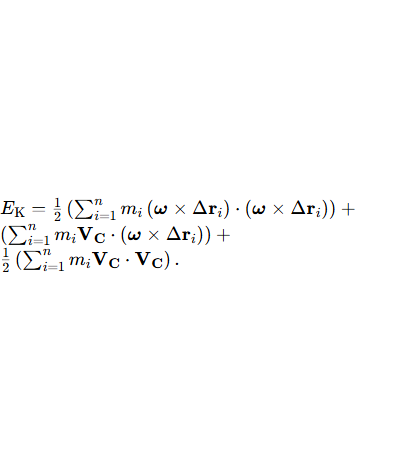 E_K = ½ (∑_{i=1}^{n} m_i (𝝎 × Δ𝐫_i) · (𝝎 × Δ𝐫_i)) +
(∑_{i=1}^{n} m_i 𝐕_𝐂 · (𝝎 × Δ𝐫_i)) +
½ (∑_{i=1}^{n} m_i 𝐕_𝐂 · 𝐕_𝐂) .